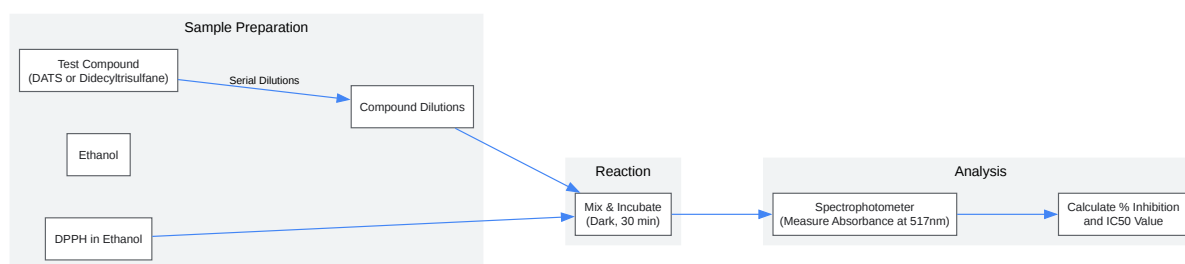 Sample Preparation
Test Compound
(DATS or Didecyltrisulfane)
Serial Dilutions
Compound Dilutions
Ethanol
DPPH in Ethanol
Reaction
Mix & Incubate
(Dark, 30 min)
Analysis
Spectrophotometer
(Measure Absorbance at 517nm)
Calculate % Inhibition
and IC50 Value